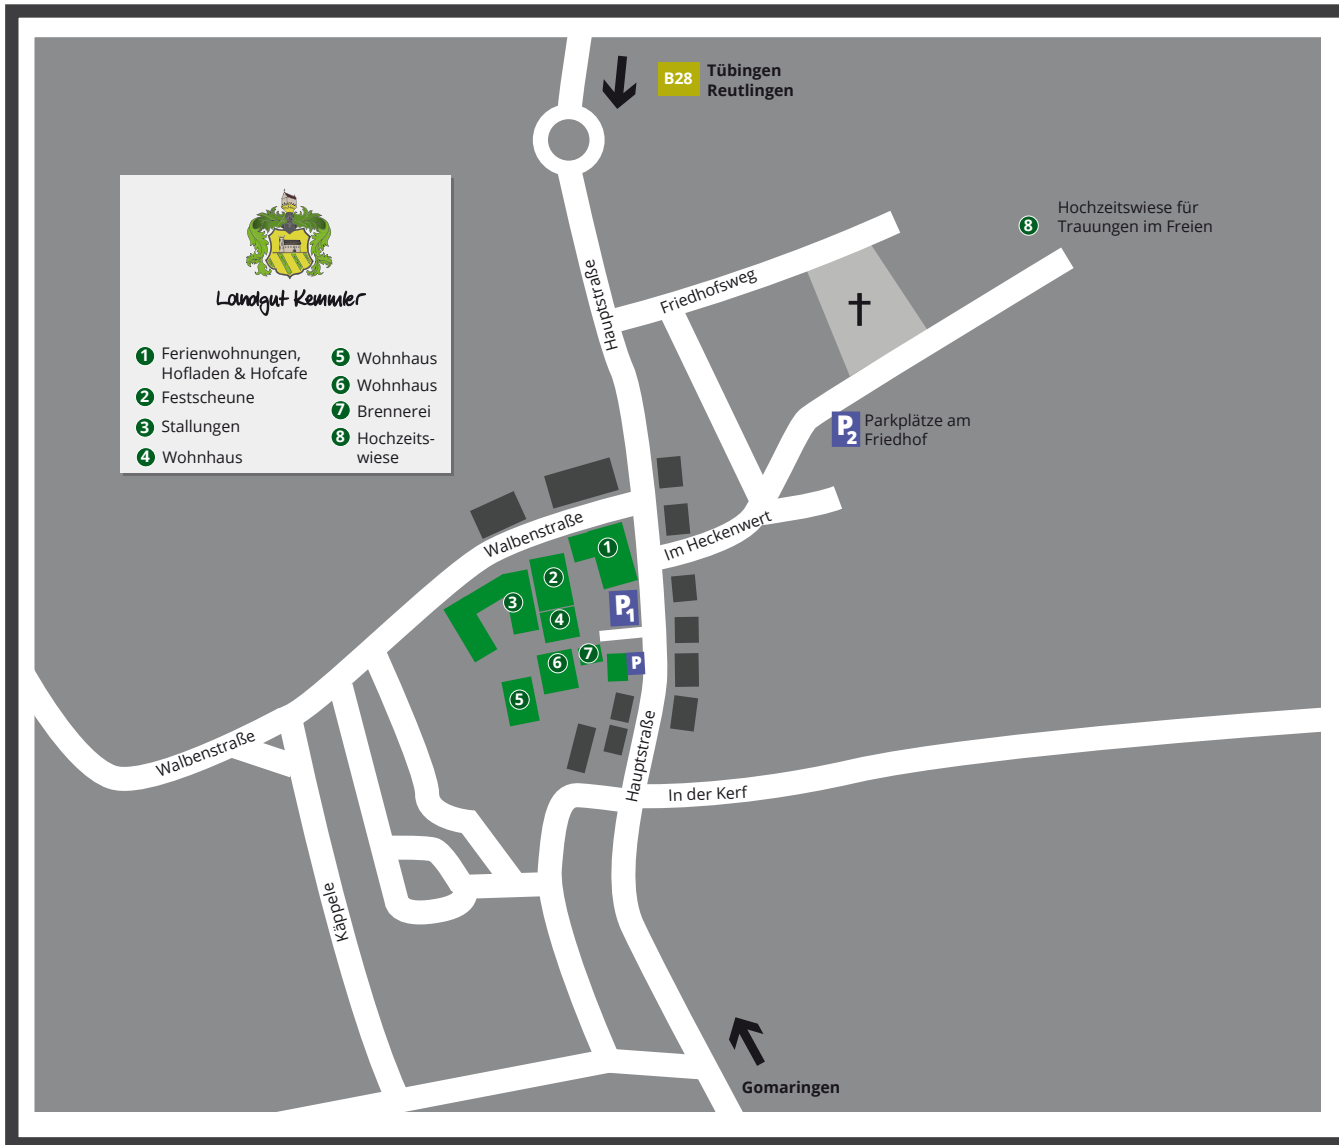 B28
Tübingen
Reutlingen
Landgut Kemmler
1 Ferienwohnungen,
Hofladen & Hofcafe
2 Festscheune
3 Stallungen
4 Wohnhaus
5 Wohnhaus
6 Wohnhaus
7 Brennerei
8 Hochzeits-
wiese
8
Hochzeitswiese für
Trauungen im Freien
Hauptstraße
Friedhofsweg
P2
Parkplätze am
Friedhof
Walbenstraße
Im Heckenwert
1
2
3
4
P1
7
6
P
5
Walbenstraße
Hauptstraße
In der Kerf
Käppele
Gomaringen